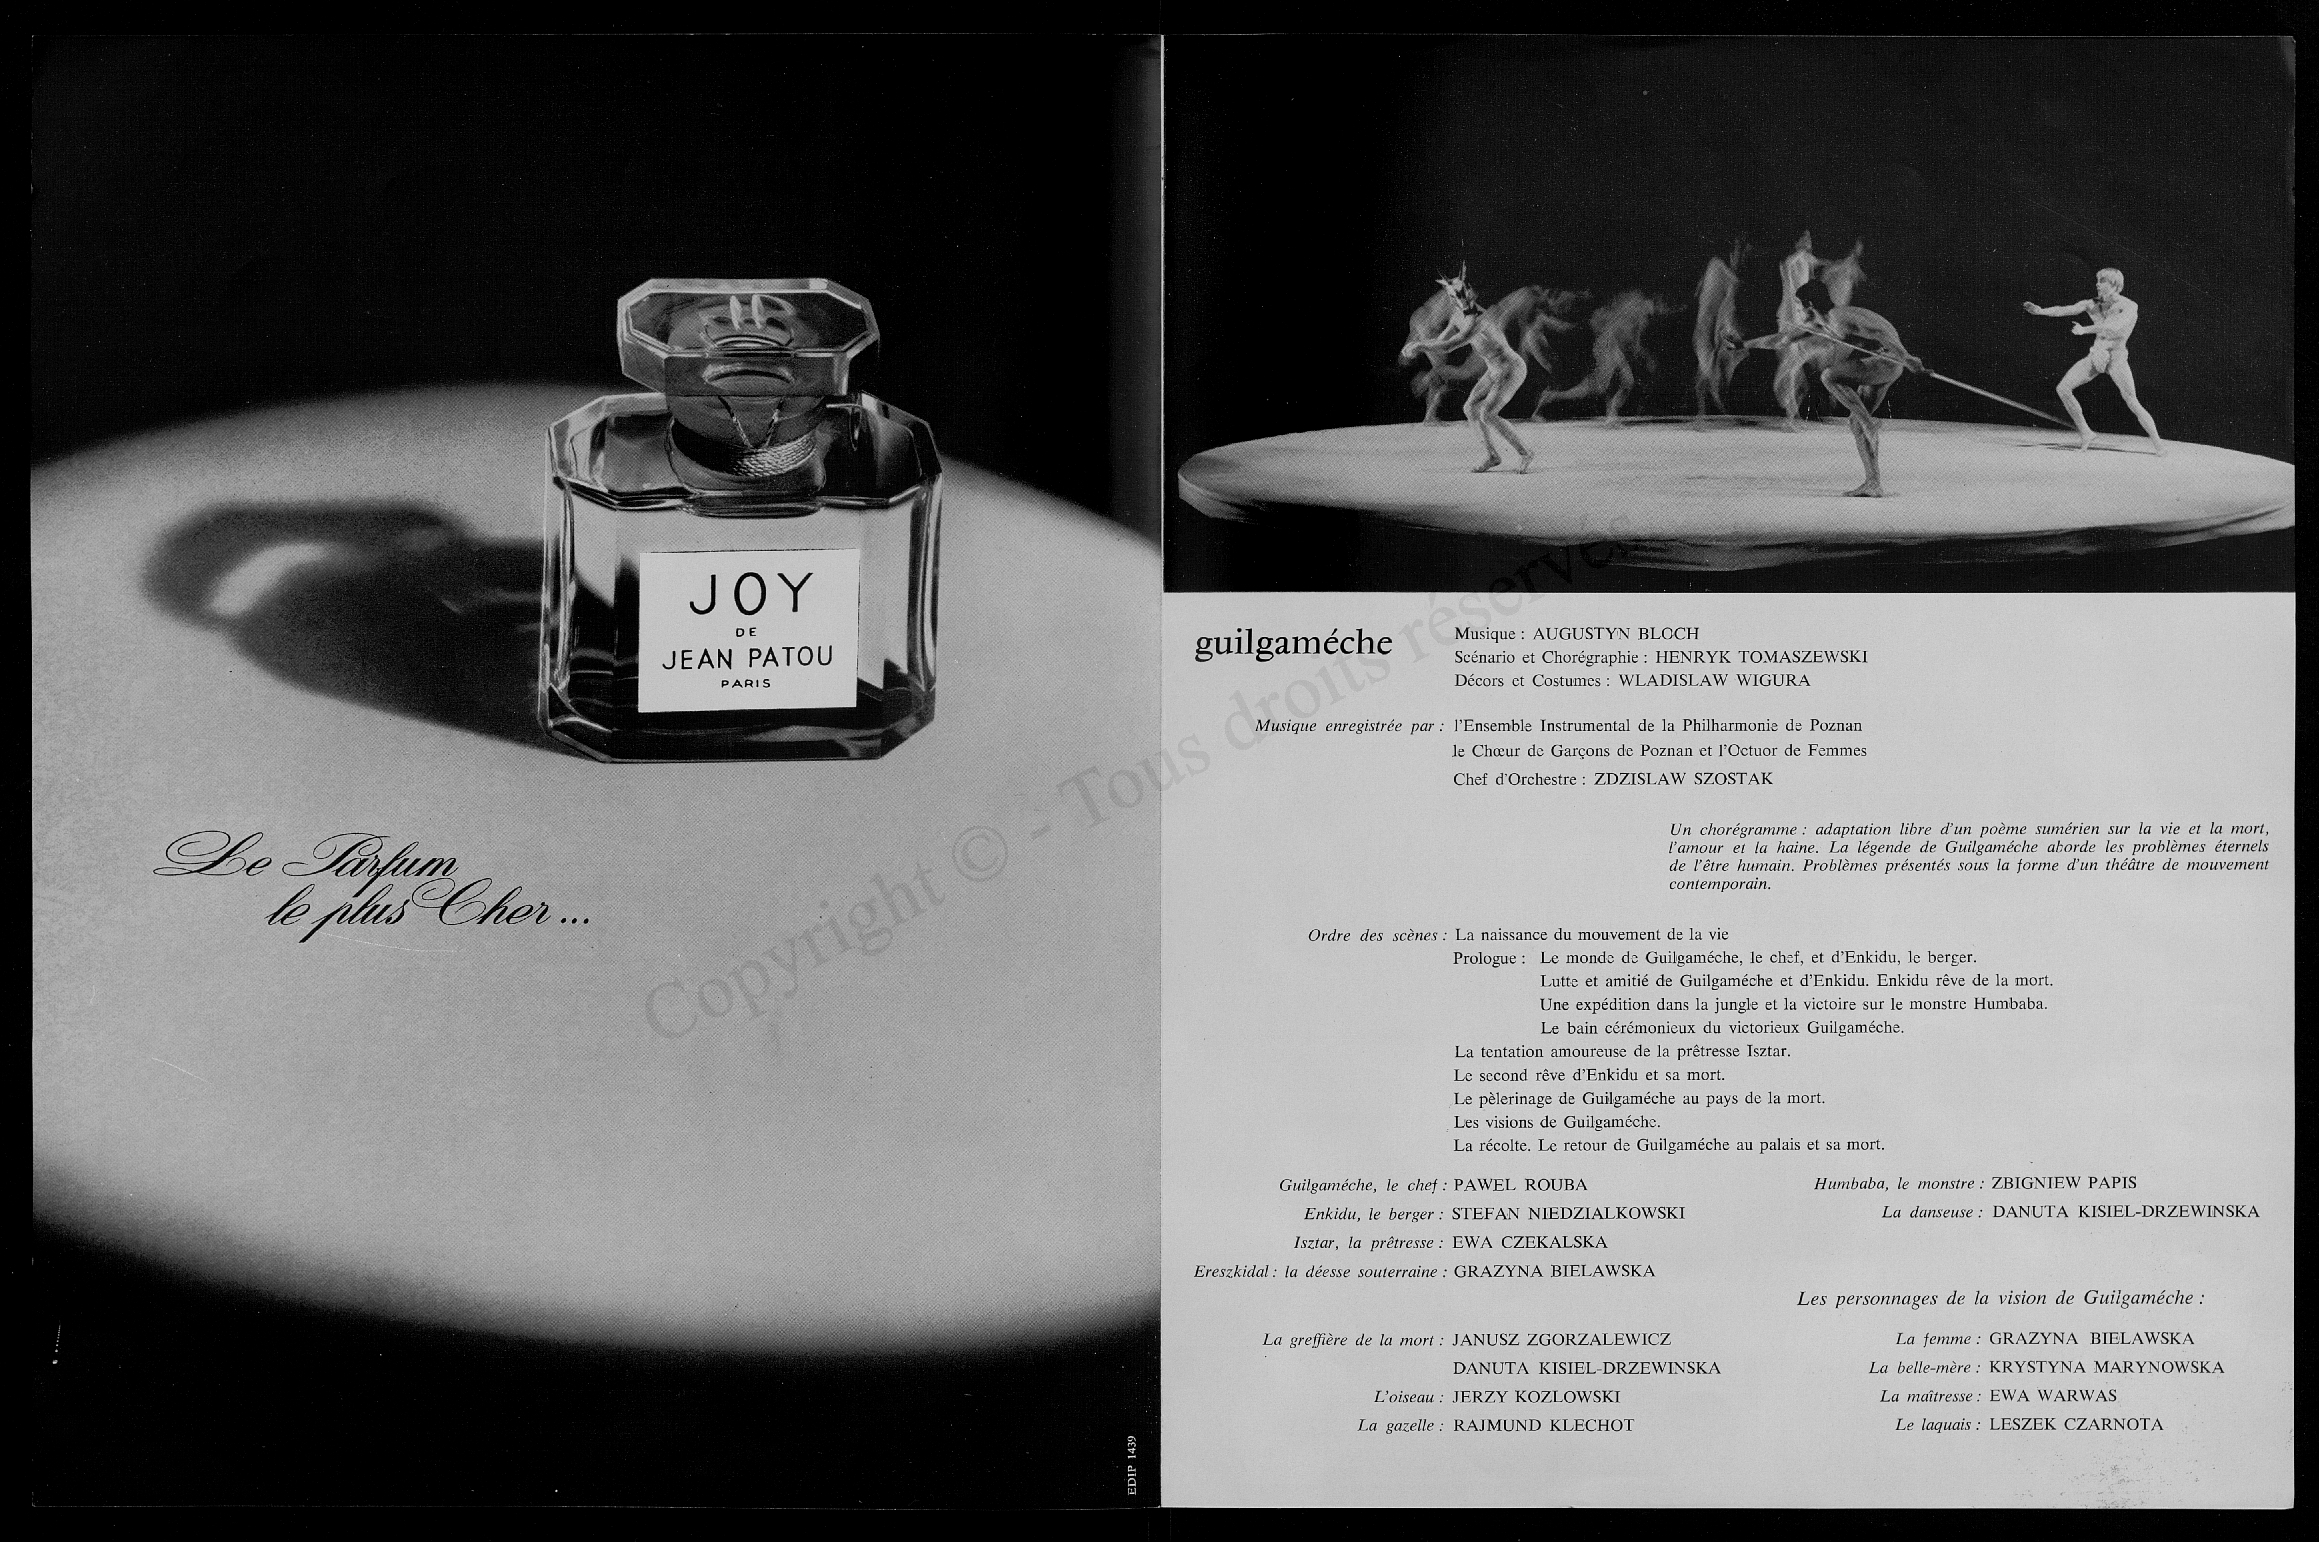 JOY
DE
JEAN PATOU
PARIS
Le Parfum
le plus Cher...
EDIP 1439
Copyright © - Tous droits réservés
guilgaméche
Musique : AUGUSTYN BLOCH
Scénario et Chorégraphie : HENRYK TOMASZEWSKI
Décors et Costumes : WLADISLAW WIGURA
Musique enregistrée par : l'Ensemble Instrumental de la Philharmonie de Poznan
le Chœur de Garçons de Poznan et l'Octuor de Femmes
Chef d'Orchestre : ZDZISLAW SZOSTAK
Un chorégramme : adaptation libre d'un poème sumérien sur la vie et la mort,
l'amour et la haine. La légende de Guilgaméche aborde les problèmes éternels
de l'être humain. Problèmes présentés sous la forme d'un théâtre de mouvement
contemporain.
Ordre des scènes : La naissance du mouvement de la vie
Prologue : Le monde de Guilgaméche, le chef, et d'Enkidu, le berger.
Lutte et amitié de Guilgaméche et d'Enkidu. Enkidu rêve de la mort.
Une expédition dans la jungle et la victoire sur le monstre Humbaba.
Le bain cérémonieux du victorieux Guilgaméche.
La tentation amoureuse de la prêtresse Isztar.
Le second rêve d'Enkidu et sa mort.
Le pèlerinage de Guilgaméche au pays de la mort.
Les visions de Guilgaméche.
La récolte. Le retour de Guilgaméche au palais et sa mort.
Guilgaméche, le chef : PAWEL ROUBA
Enkidu, le berger : STEFAN NIEDZIALKOWSKI
Isztar, la prêtresse : EWA CZEKALSKA
Ereszkidal : la déesse souterraine : GRAZYNA BIELAWSKA
Humbaba, le monstre : ZBIGNIEW PAPIS
La danseuse : DANUTA KISIEL-DRZEWINSKA
La greffière de la mort : JANUSZ ZGORZALEWICZ
DANUTA KISIEL-DRZEWINSKA
L'oiseau : JERZY KOZLOWSKI
La gazelle : RAJMUND KLECHOT
Les personnages de la vision de Guilgaméche :
La femme : GRAZYNA BIELAWSKA
La belle-mère : KRYSTYNA MARYNOWSKA
La maîtresse : EWA WARWAS
Le laquais : LESZEK CZARNOTA